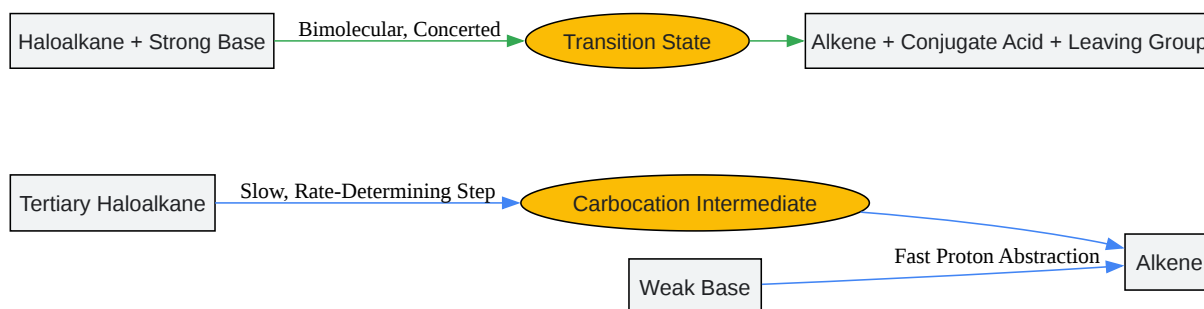 Haloalkane + Strong Base
Bimolecular, Concerted
Transition State
Alkene + Conjugate Acid + Leaving Group
Tertiary Haloalkane
Slow, Rate-Determining Step
Carbocation Intermediate
Weak Base
Fast Proton Abstraction
Alkene